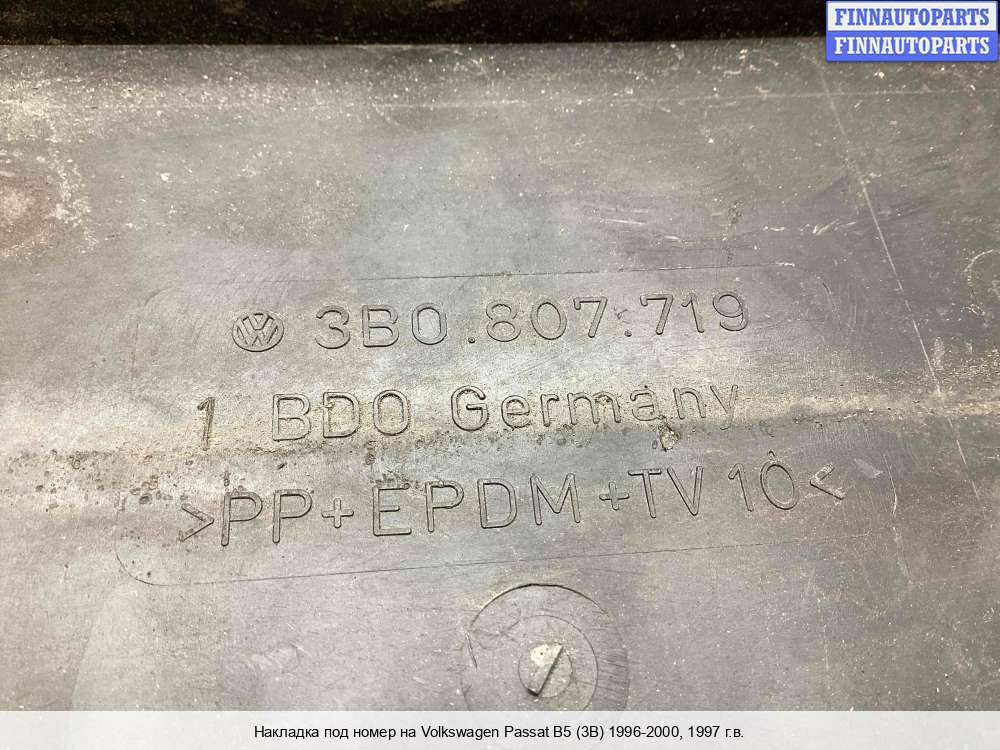 FINNAUTOPARTS
FINNAUTOPARTS
3B0.807.719
1 BDO Germany
>PP+EPDM+TV10<
Накладка под номер на Volkswagen Passat B5 (3B) 1996-2000, 1997 г.в.